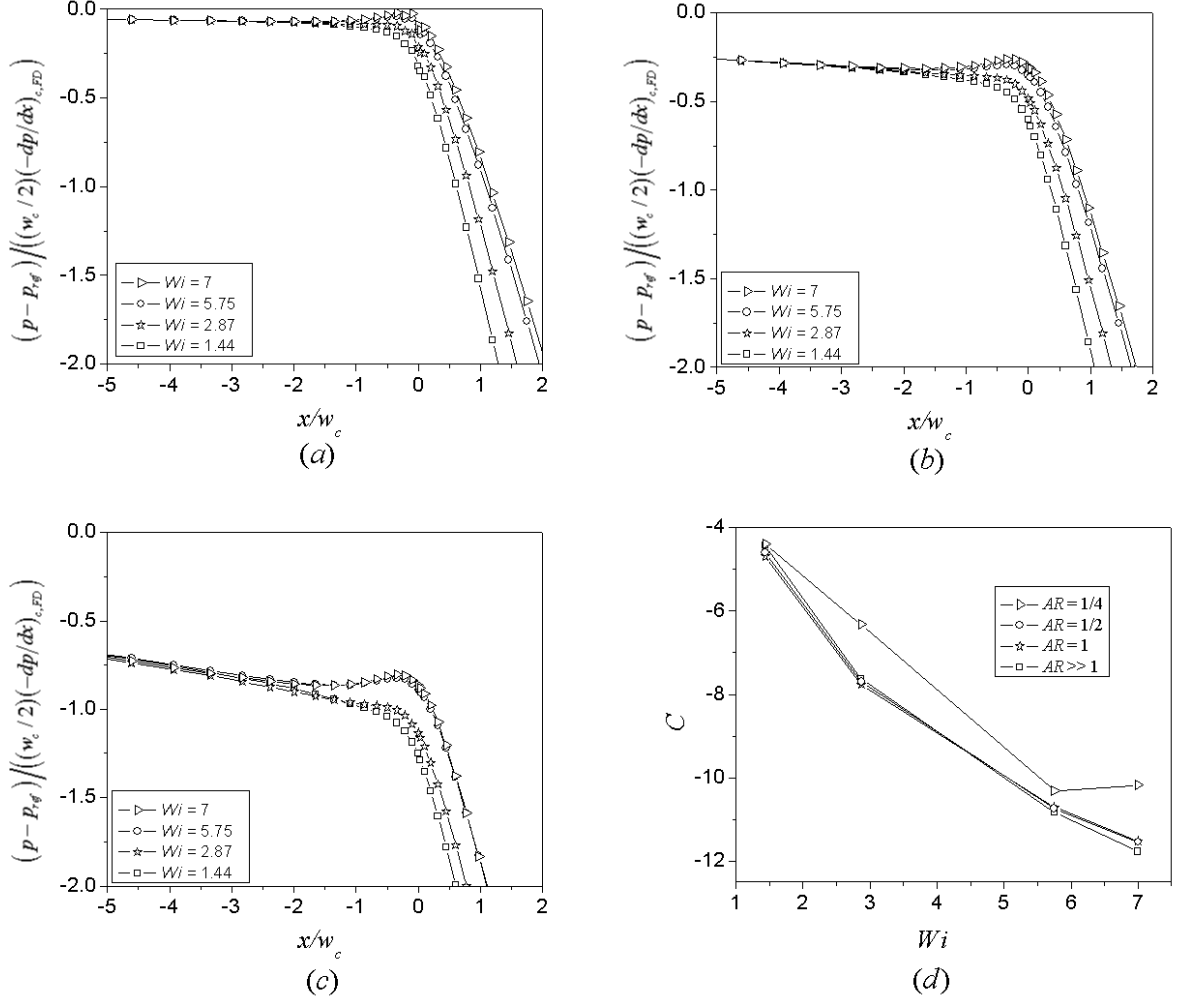 0.0
-0.5
-1.0
-1.5
-2.0
(p − p_ref)/((w_c / 2)(−dp/dx)_c,FD)
Wi = 7
Wi = 5.75
Wi = 2.87
Wi = 1.44
-5 -4 -3 -2 -1 0 1 2
x/w_c
(a)
0.0
-0.5
-1.0
-1.5
-2.0
(p − p_ref)/((w_c / 2)(−dp/dx)_c,FD)
Wi = 7
Wi = 5.75
Wi = 2.87
Wi = 1.44
-5 -4 -3 -2 -1 0 1 2
x/w_c
(b)
0.0
-0.5
-1.0
-1.5
-2.0
(p − p_ref)/((w_c / 2)(−dp/dx)_c,FD)
Wi = 7
Wi = 5.75
Wi = 2.87
Wi = 1.44
-5 -4 -3 -2 -1 0 1 2
x/w_c
(c)
-4
-6
-8
-10
-12
C
AR = 1/4
AR = 1/2
AR = 1
AR >> 1
1 2 3 4 5 6 7
Wi
(d)